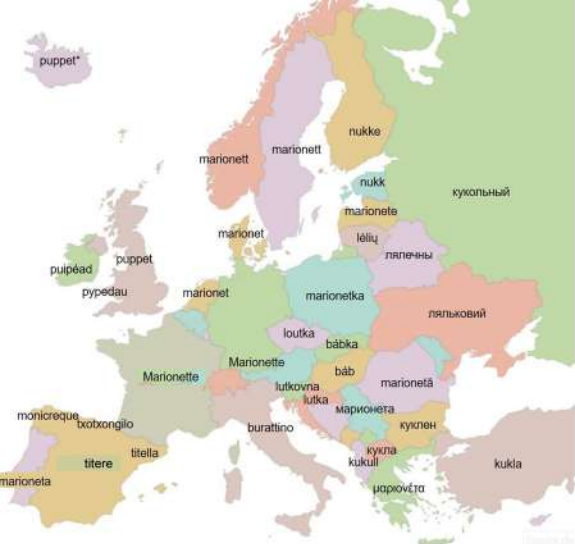 puppet*
nukke
marionett
marionett
nukk
кукольный
marionete
lėlių
marionet
лялечны
puipéad
puppet
pypedau
marionet
marionetka
ляльковий
loutka
bábka
Marionette
Marionette
báb
marionetă
lutkovna
lutka
марионета
monicreque
txotxongilo
burattino
куклен
titella
кукла
titere
kukull
kukla
marioneta
μαριονέτα